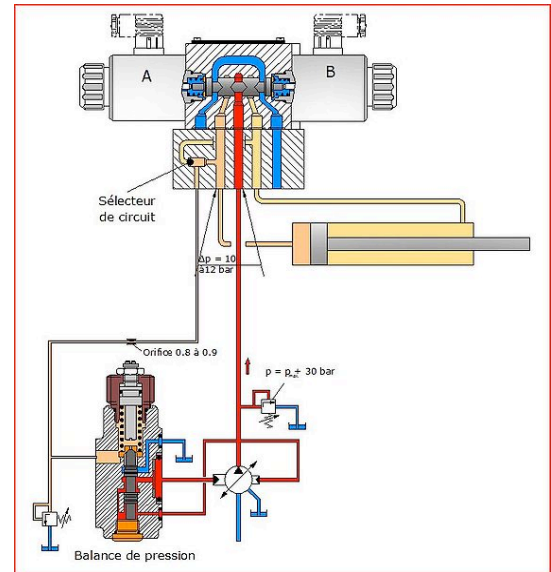 A
B
Sélecteur
de circuit
Δp = 10
à12 bar
Orifice 0.8 à 0.9
p = p + 30 bar
Balance de pression